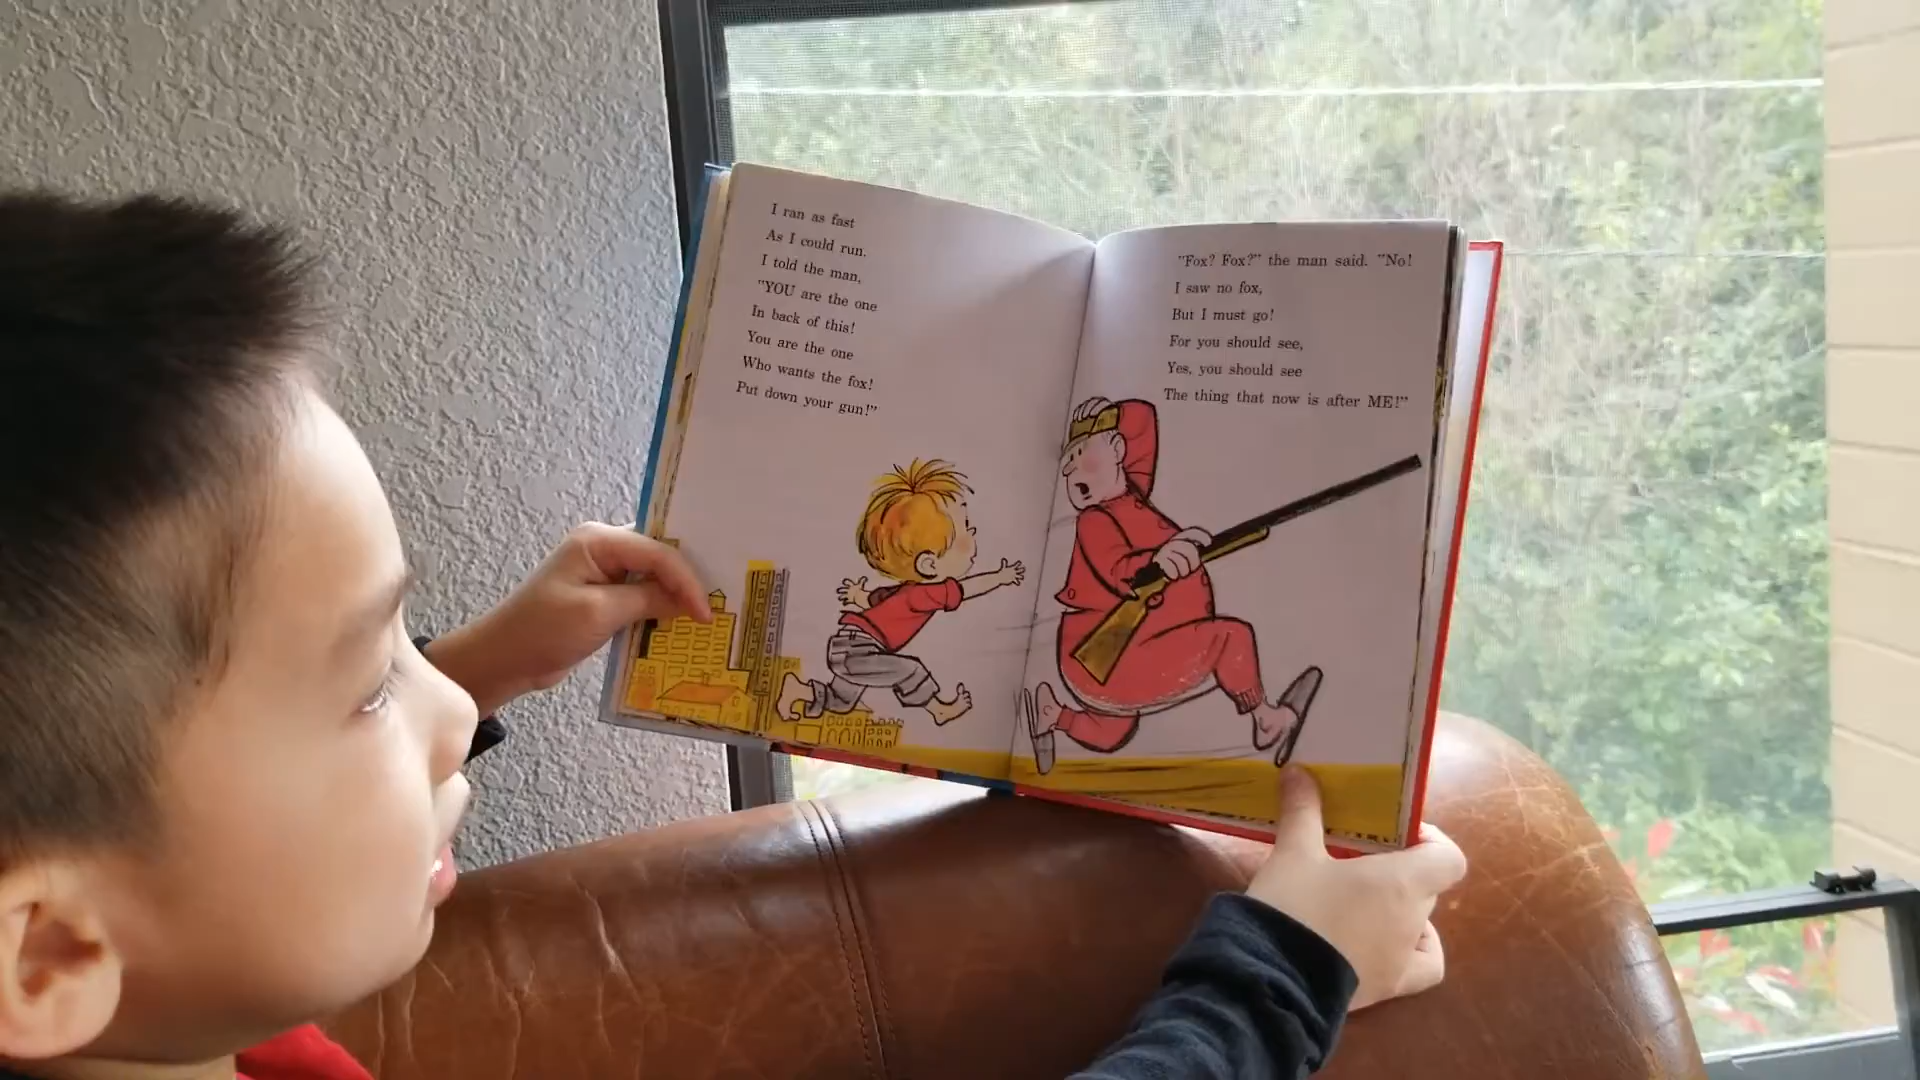 I ran as fast
As I could run.
I told the man,
"YOU are the one
In back of this!
You are the one
Who wants the fox!
Put down your gun!"
"Fox? Fox?" the man said. "No!
I saw no fox,
But I must go!
For you should see,
Yes, you should see
The thing that now is after ME!"